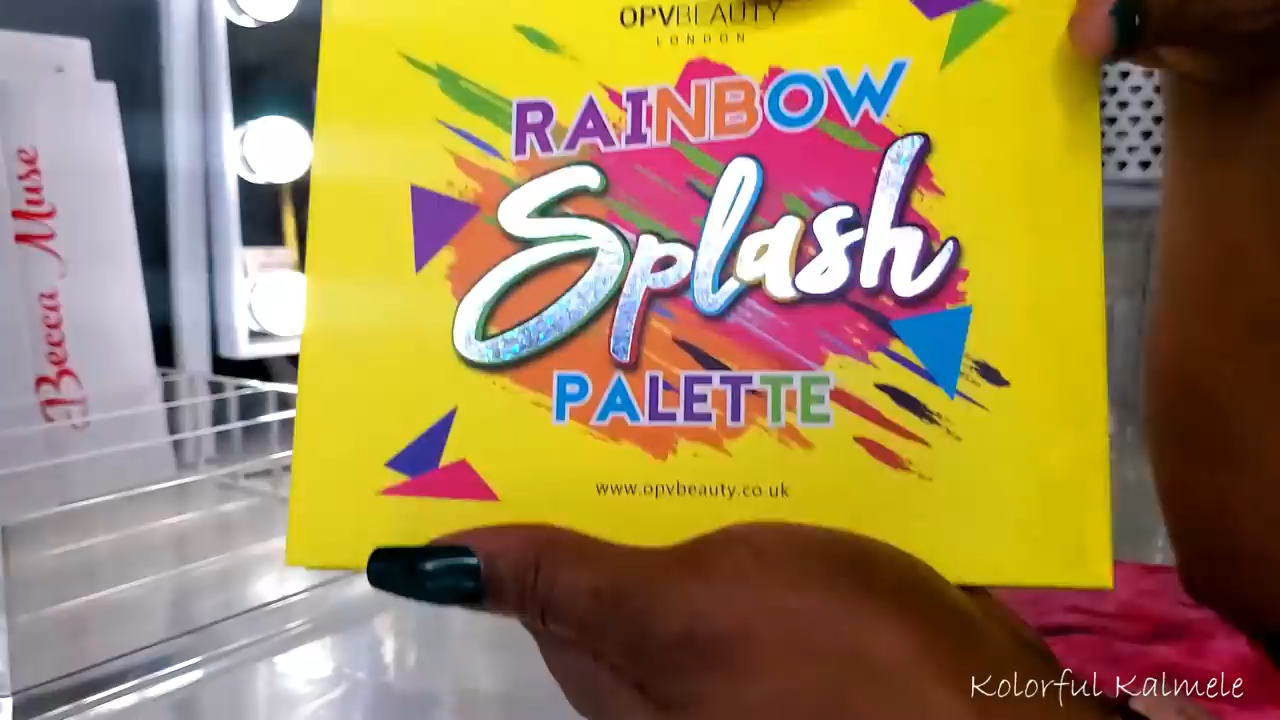 OPVBEAUTY
LONDON
RAINBOW
Splash
PALETTE
www.opvbeauty.co.uk
Becca Muse
Kolorful Kalmele